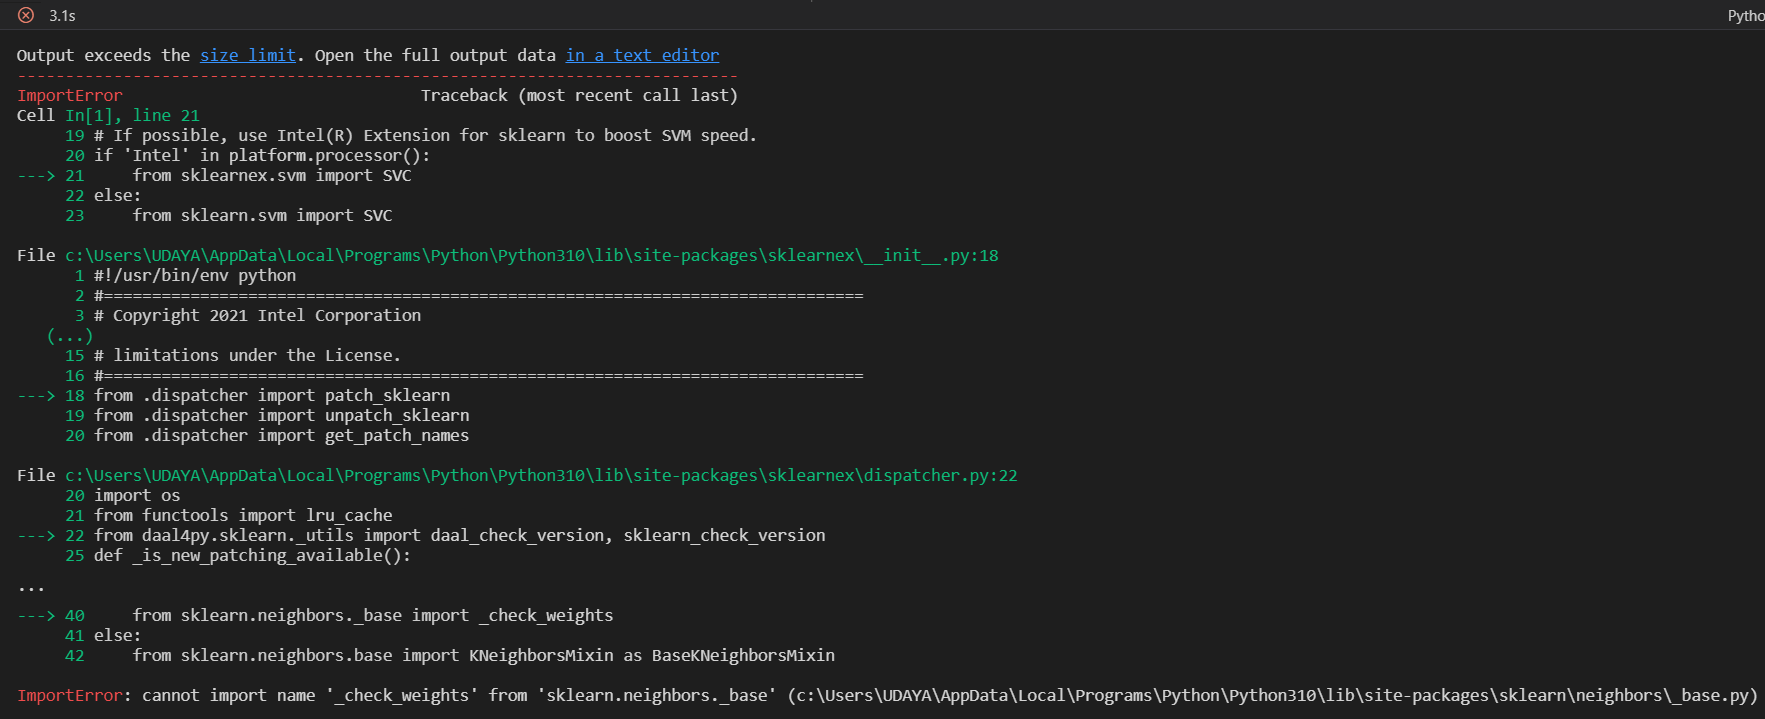 3.1s
Pytho
Output exceeds the size limit. Open the full output data in a text editor
---------------------------------------------------------------------------
ImportError                               Traceback (most recent call last)
Cell In[1], line 21
     19 # If possible, use Intel(R) Extension for sklearn to boost SVM speed.
     20 if 'Intel' in platform.processor():
---> 21     from sklearnex.svm import SVC
     22 else:
     23     from sklearn.svm import SVC
File c:\Users\UDAYA\AppData\Local\Programs\Python\Python310\lib\site-packages\sklearnex\__init__.py:18
      1 #!/usr/bin/env python
      2 #===============================================================================
      3 # Copyright 2021 Intel Corporation
   (...)
     15 # limitations under the License.
     16 #===============================================================================
---> 18 from .dispatcher import patch_sklearn
     19 from .dispatcher import unpatch_sklearn
     20 from .dispatcher import get_patch_names
File c:\Users\UDAYA\AppData\Local\Programs\Python\Python310\lib\site-packages\sklearnex\dispatcher.py:22
     20 import os
     21 from functools import lru_cache
---> 22 from daal4py.sklearn._utils import daal_check_version, sklearn_check_version
     25 def _is_new_patching_available():
...
---> 40     from sklearn.neighbors._base import _check_weights
     41 else:
     42     from sklearn.neighbors.base import KNeighborsMixin as BaseKNeighborsMixin
ImportError: cannot import name '_check_weights' from 'sklearn.neighbors._base' (c:\Users\UDAYA\AppData\Local\Programs\Python\Python310\lib\site-packages\sklearn\neighbors\_base.py)